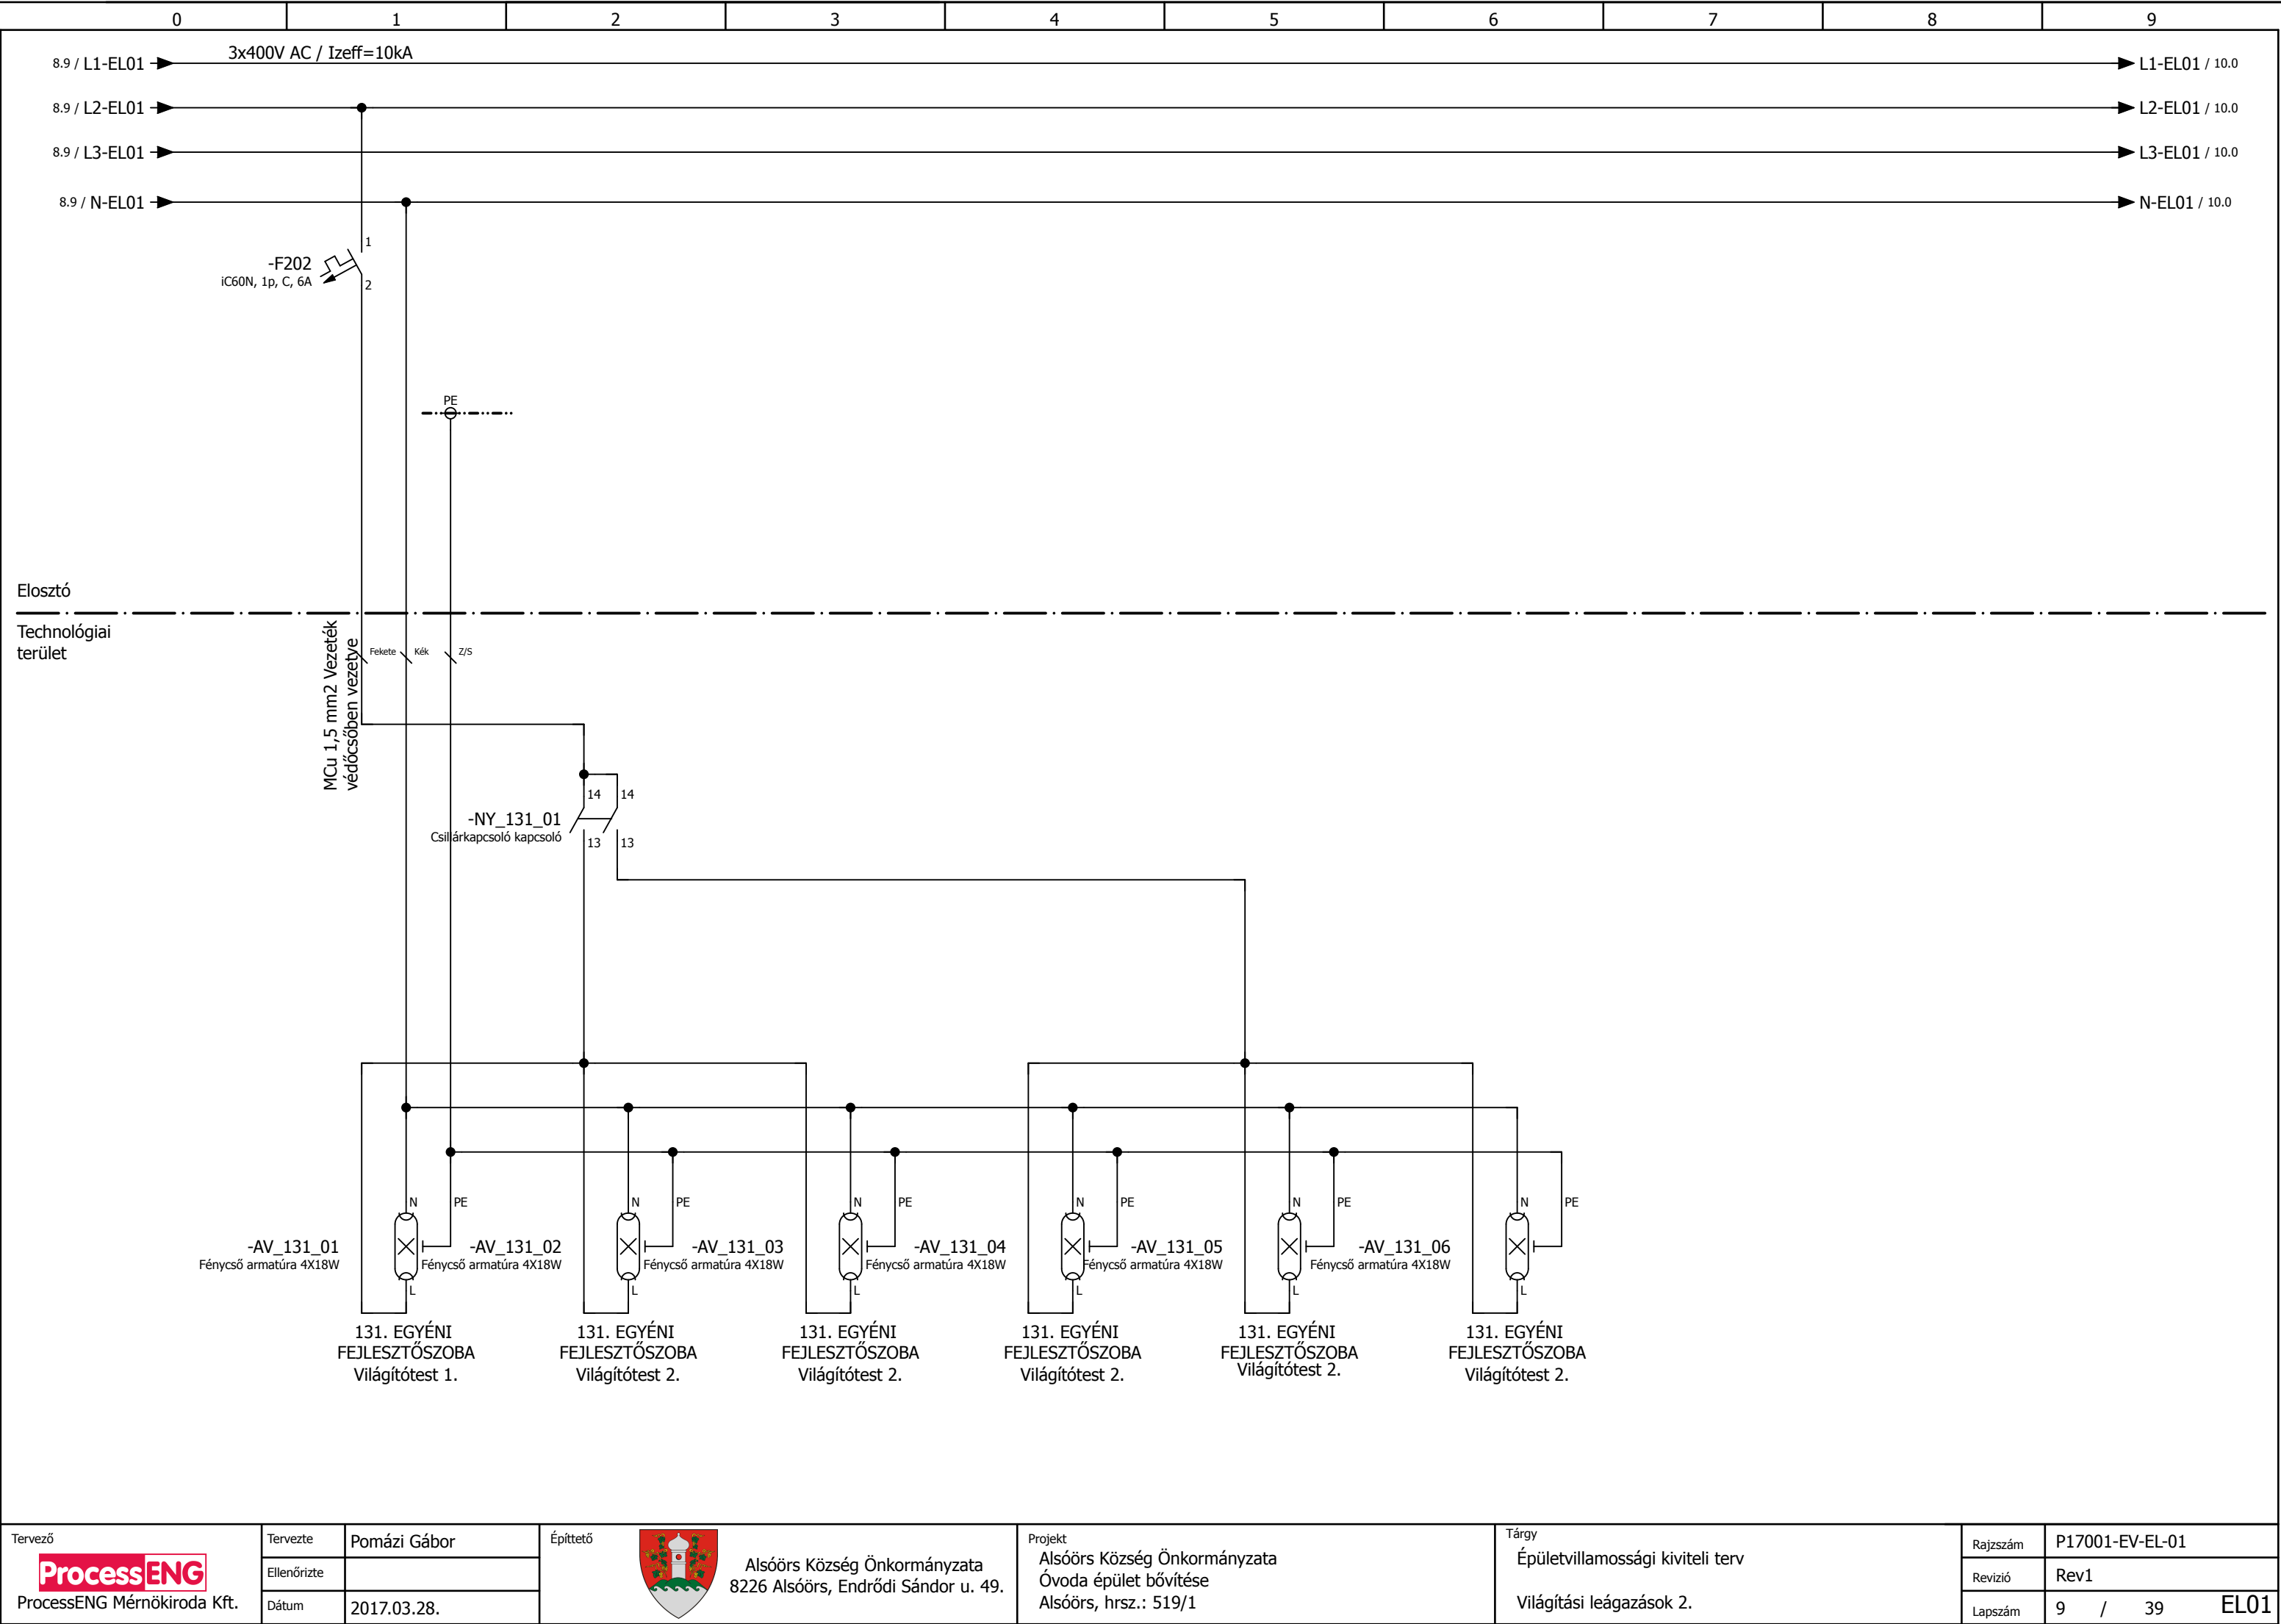 0 1 2 3 4 5 6 7 8 9
3x400V AC / Izeff=10kA
8.9 / L1-EL01
L1-EL01 / 10.0
8.9 / L2-EL01
L2-EL01 / 10.0
8.9 / L3-EL01
L3-EL01 / 10.0
8.9 / N-EL01
N-EL01 / 10.0
1
-F202
iC60N, 1p, C, 6A
2
PE
Elosztó
Technológiai
terület
MCu 1,5 mm2 Vezeték
védőcsőben vezetve
Fekete Kék Z/S
14 14
-NY_131_01
Csillárkapcsoló kapcsoló
13 13
N PE N PE N PE N PE N PE N PE
-AV_131_01 -AV_131_02 -AV_131_03 -AV_131_04 -AV_131_05 -AV_131_06
Fénycső armatúra 4X18W Fénycső armatúra 4X18W Fénycső armatúra 4X18W Fénycső armatúra 4X18W Fénycső armatúra 4X18W Fénycső armatúra 4X18W
L L L L L L
131. EGYÉNI
FEJLESZTŐSZOBA
Világítótest 1.
131. EGYÉNI
FEJLESZTŐSZOBA
Világítótest 2.
131. EGYÉNI
FEJLESZTŐSZOBA
Világítótest 2.
131. EGYÉNI
FEJLESZTŐSZOBA
Világítótest 2.
131. EGYÉNI
FEJLESZTŐSZOBA
Világítótest 2.
131. EGYÉNI
FEJLESZTŐSZOBA
Világítótest 2.
Tervező
ProcessENG
ProcessENG Mérnökiroda Kft.
Tervezte Pomázi Gábor
Ellenőrizte
Dátum 2017.03.28.
Építtető
Alsóörs Község Önkormányzata
8226 Alsóörs, Endrődi Sándor u. 49.
Projekt
Alsóörs Község Önkormányzata
Óvoda épület bővítése
Alsóörs, hrsz.: 519/1
Tárgy
Épületvillamossági kiviteli terv
Világítási leágazások 2.
Rajzszám P17001-EV-EL-01
Revizió Rev1
Lapszám 9 / 39 EL01